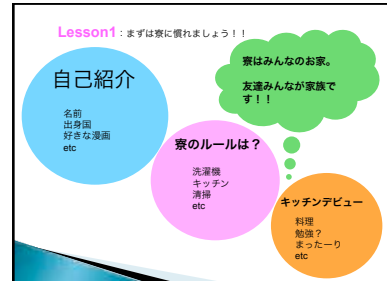 Lesson1：まずは寮に慣れましょう！！
自己紹介
名前
出身国
好きな漫画
etc
寮はみんなのお家。
友達みんなが家族で
す！！
寮のルールは？
洗濯機
キッチン
清掃
etc
キッチンデビュー
料理
勉強？
まったーり
etc